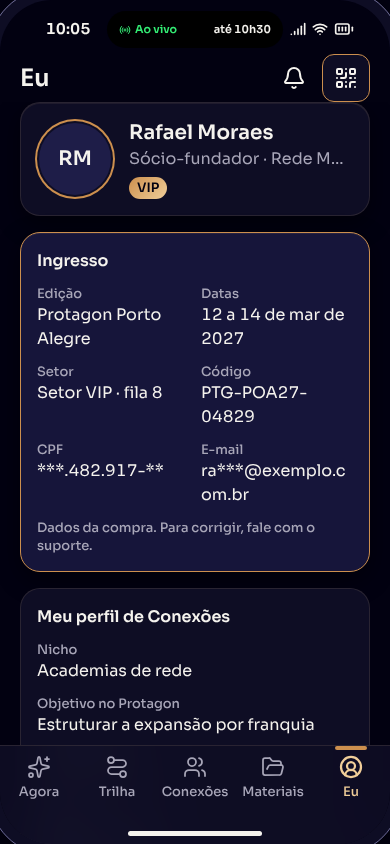 10:05
Ao vivo
até 10h30
Eu
RM
Rafael Moraes
Sócio-fundador · Rede M...
VIP
Ingresso
Edição
Protagon Porto
Alegre
Datas
12 a 14 de mar de
2027
Setor
Setor VIP · fila 8
Código
PTG-POA27-
04829
CPF
***.482.917-**
E-mail
ra***@exemplo.c
om.br
Dados da compra. Para corrigir, fale com o
suporte.
Meu perfil de Conexões
Nicho
Academias de rede
Objetivo no Protagon
Estruturar a expansão por franquia
Agora
Trilha
Conexões
Materiais
Eu